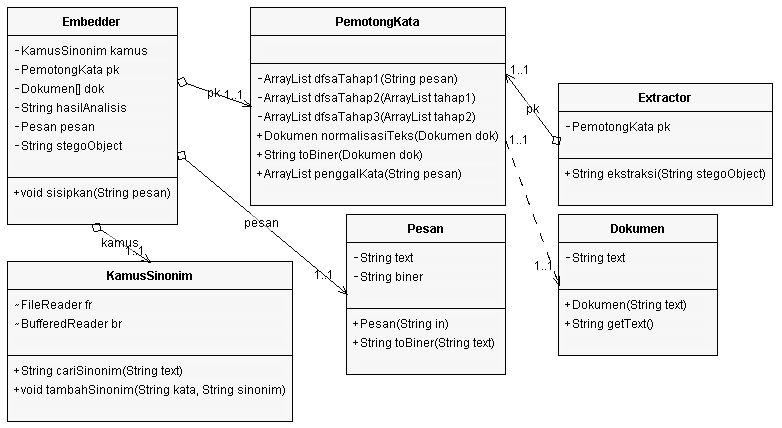 Embedder
-KamusSinonim kamus
-PemotongKata pk
-Dokumen[] dok
-String hasilAnalisis
-Pesan pesan
-String stegoObject
+void sisipkan(String pesan)
pk
1..1
PemotongKata
-ArrayList dfsaTahap1(String pesan)
-ArrayList dfsaTahap2(ArrayList tahap1)
-ArrayList dfsaTahap3(ArrayList tahap2)
+Dokumen normalisasiTeks(Dokumen dok)
+String toBiner(Dokumen dok)
+ArrayList penggalKata(String pesan)
1..1
pk
1..1
Extractor
-PemotongKata pk
+String ekstraksi(String stegoObject)
kamus
1..1
pesan
1..1
1..1
KamusSinonim
~FileReader fr
~BufferedReader br
+String cariSinonim(String text)
+void tambahSinonim(String kata, String sinonim)
Pesan
-String text
-String biner
+Pesan(String in)
+String toBiner(String text)
Dokumen
-String text
+Dokumen(String text)
+String getText()